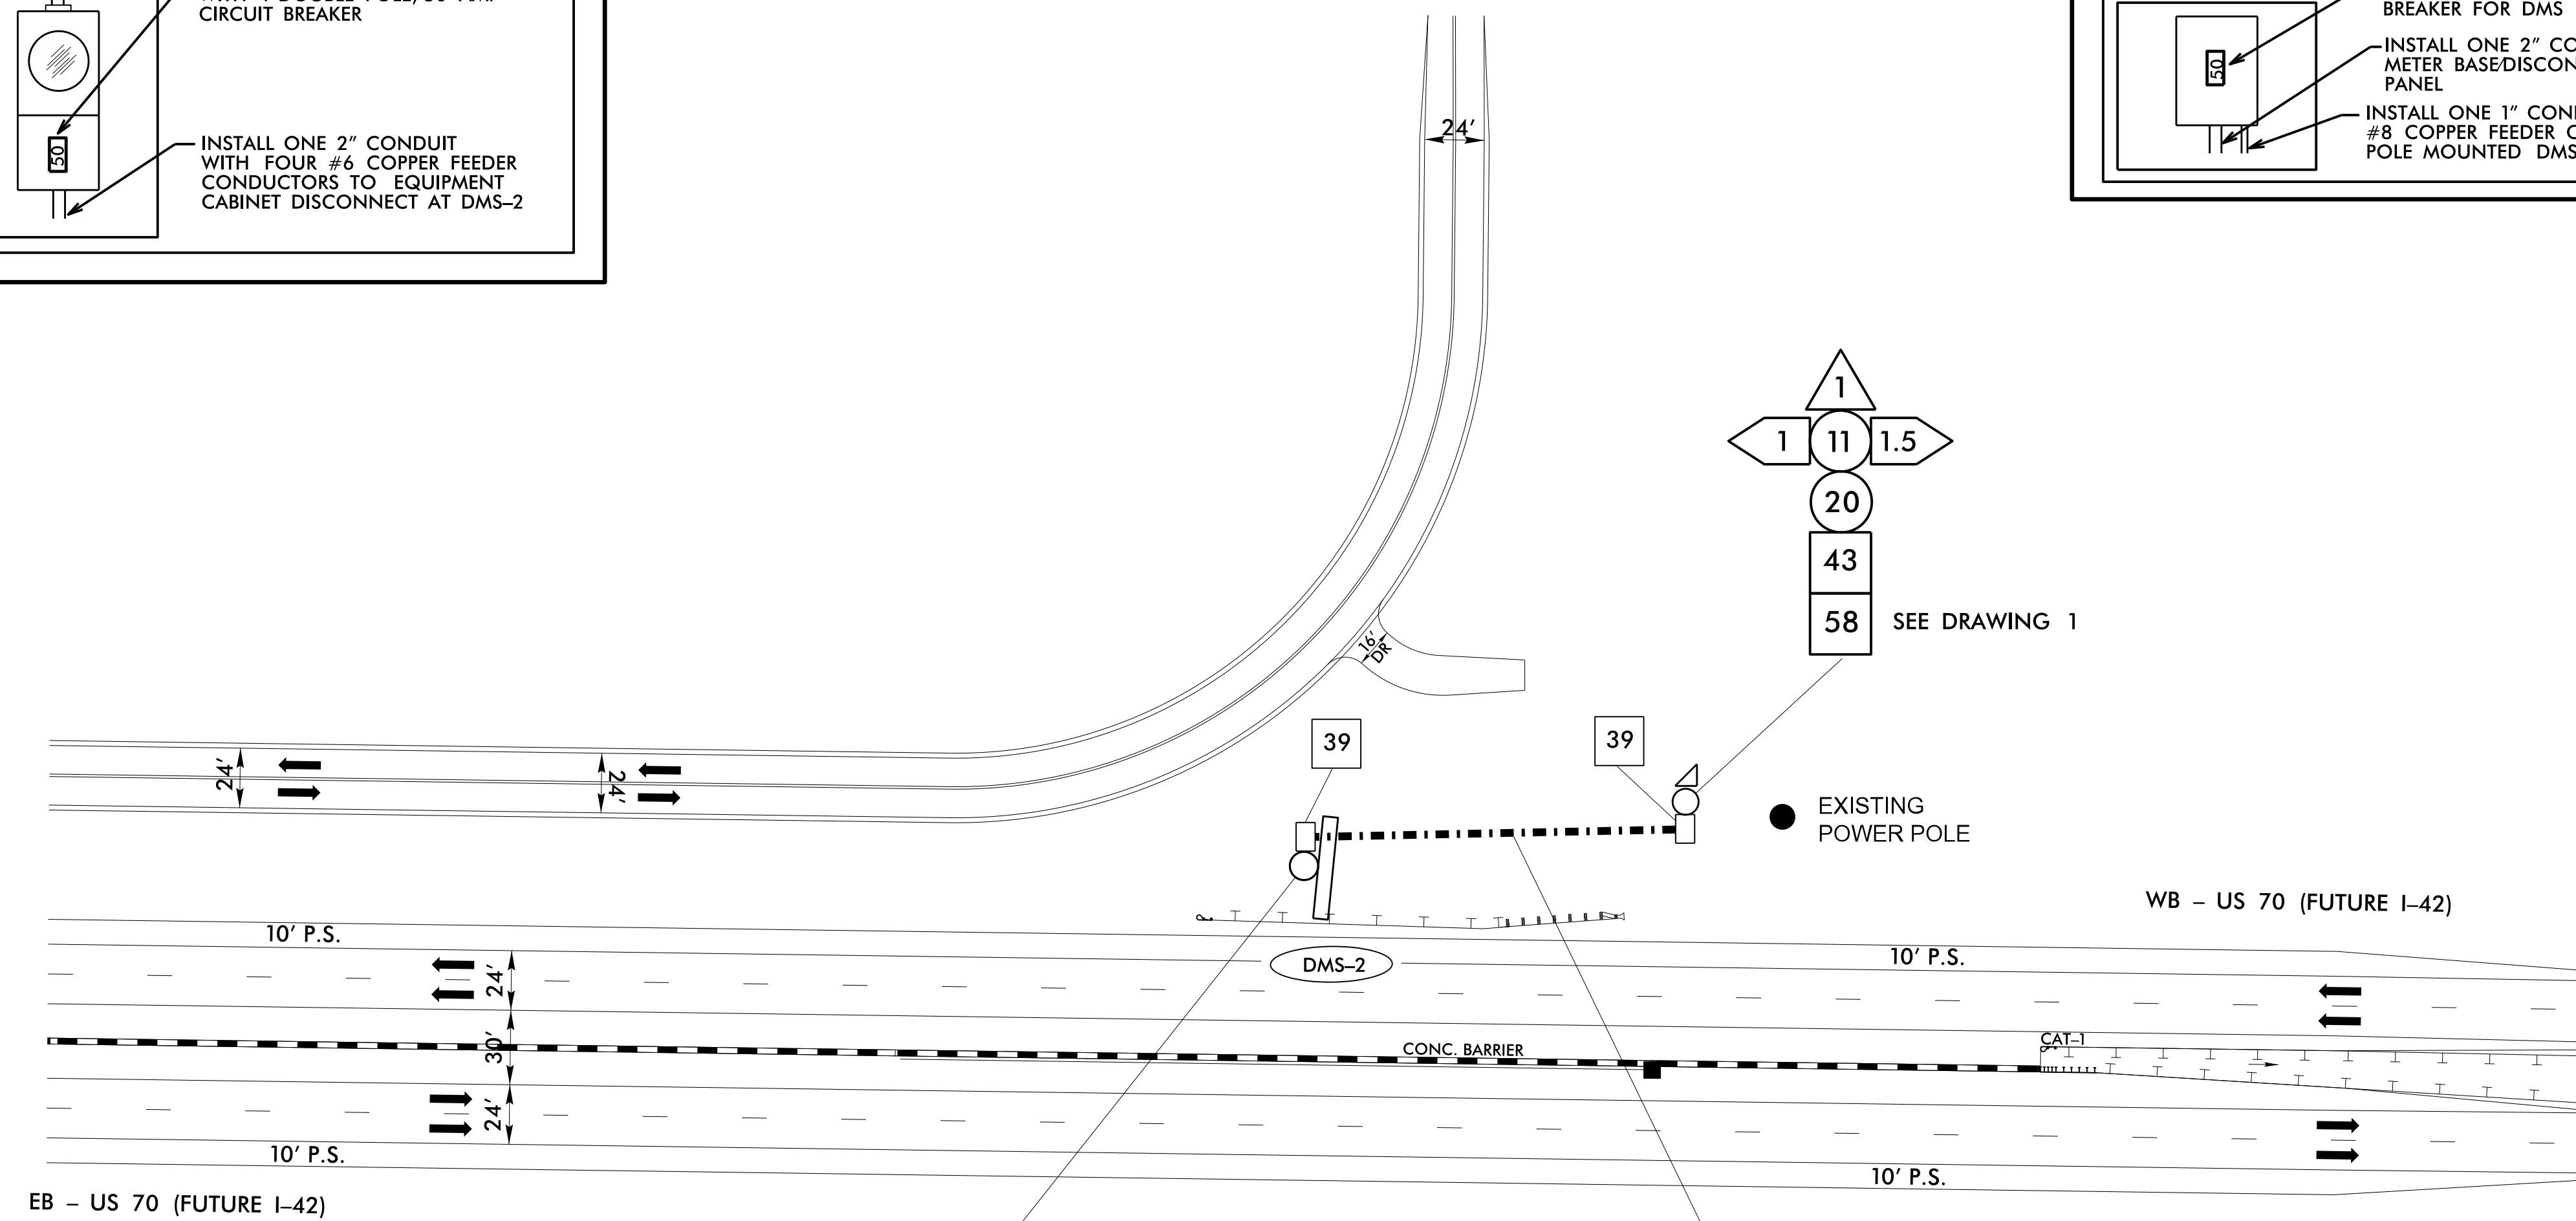 CIRCUIT BREAKER
50
INSTALL ONE 2″ CONDUIT
WITH FOUR #6 COPPER FEEDER
CONDUCTORS TO EQUIPMENT
CABINET DISCONNECT AT DMS–2
BREAKER FOR DMS
50
INSTALL ONE 2″
METER BASE/DISCON
PANEL
INSTALL ONE 1″
#8 COPPER FEEDER
POLE MOUNTED DMS
24′
1
1
11
1.5
20
43
58
SEE DRAWING 1
16′
DR
39
39
24′
24′
EXISTING
POWER POLE
WB – US 70 (FUTURE I–42)
10′ P.S.
DMS–2
10′ P.S.
24′
30′
CONC. BARRIER
CAT–1
24′
10′ P.S.
10′ P.S.
EB – US 70 (FUTURE I–42)